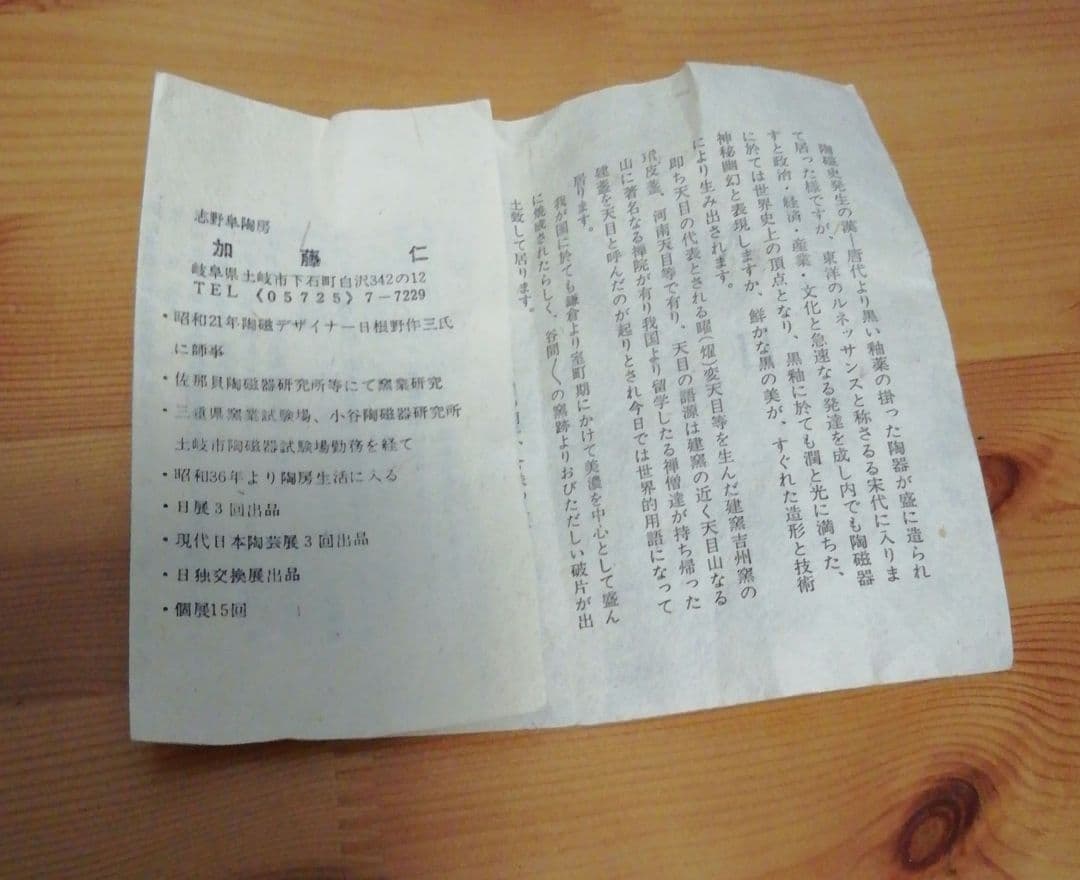 志野阜陶房
加藤仁
岐阜県土岐市下石町白沢342の12
TEL (05725) 7-7229
・昭和21年陶磁デザイナー日根野作三氏
に師事
・佐那具陶磁器研究所等にて窯業研究
・三重県窯業試験場、小谷陶磁器研究所
土岐市陶磁器試験場勤務を経て
・昭和36年より陶房生活に入る
・日展3回出品
・現代日本陶芸展3回出品
・日独交換展出品
・個展15回
陶磁史発生の漢―唐代より黒い釉薬の掛った陶器が盛に造られ
て居った様ですが、東洋のルネッサンスと称さるる宋代に入りま
すと政治・経済・産業・文化と急速なる発達を成し内でも陶磁器
に於ては世界史上の頂点となり、黒釉に於ても潤と光に満ちた、
神秘幽幻と表現しますか、鮮かな黒の美が、すぐれた造形と技術
により生み出されます。
即ち天目の代表とされる曜(燿)変天目等を生んだ建窯吉州窯の
皮盞、河南天目等で有り、天目の語源は建窯の近く天目山なる
山に著名なる禅院が有り我国より留学したる禅僧達が持ち帰った
建盞を天目と呼んだのが起りとされ今日では世界的用語になって
居ります。
我が国に於ても鎌倉より室町期にかけて美濃を中心として盛ん
に焼成されたらしく、谷間〱の窯跡よりおびただしい破片が出
土致して居ります。